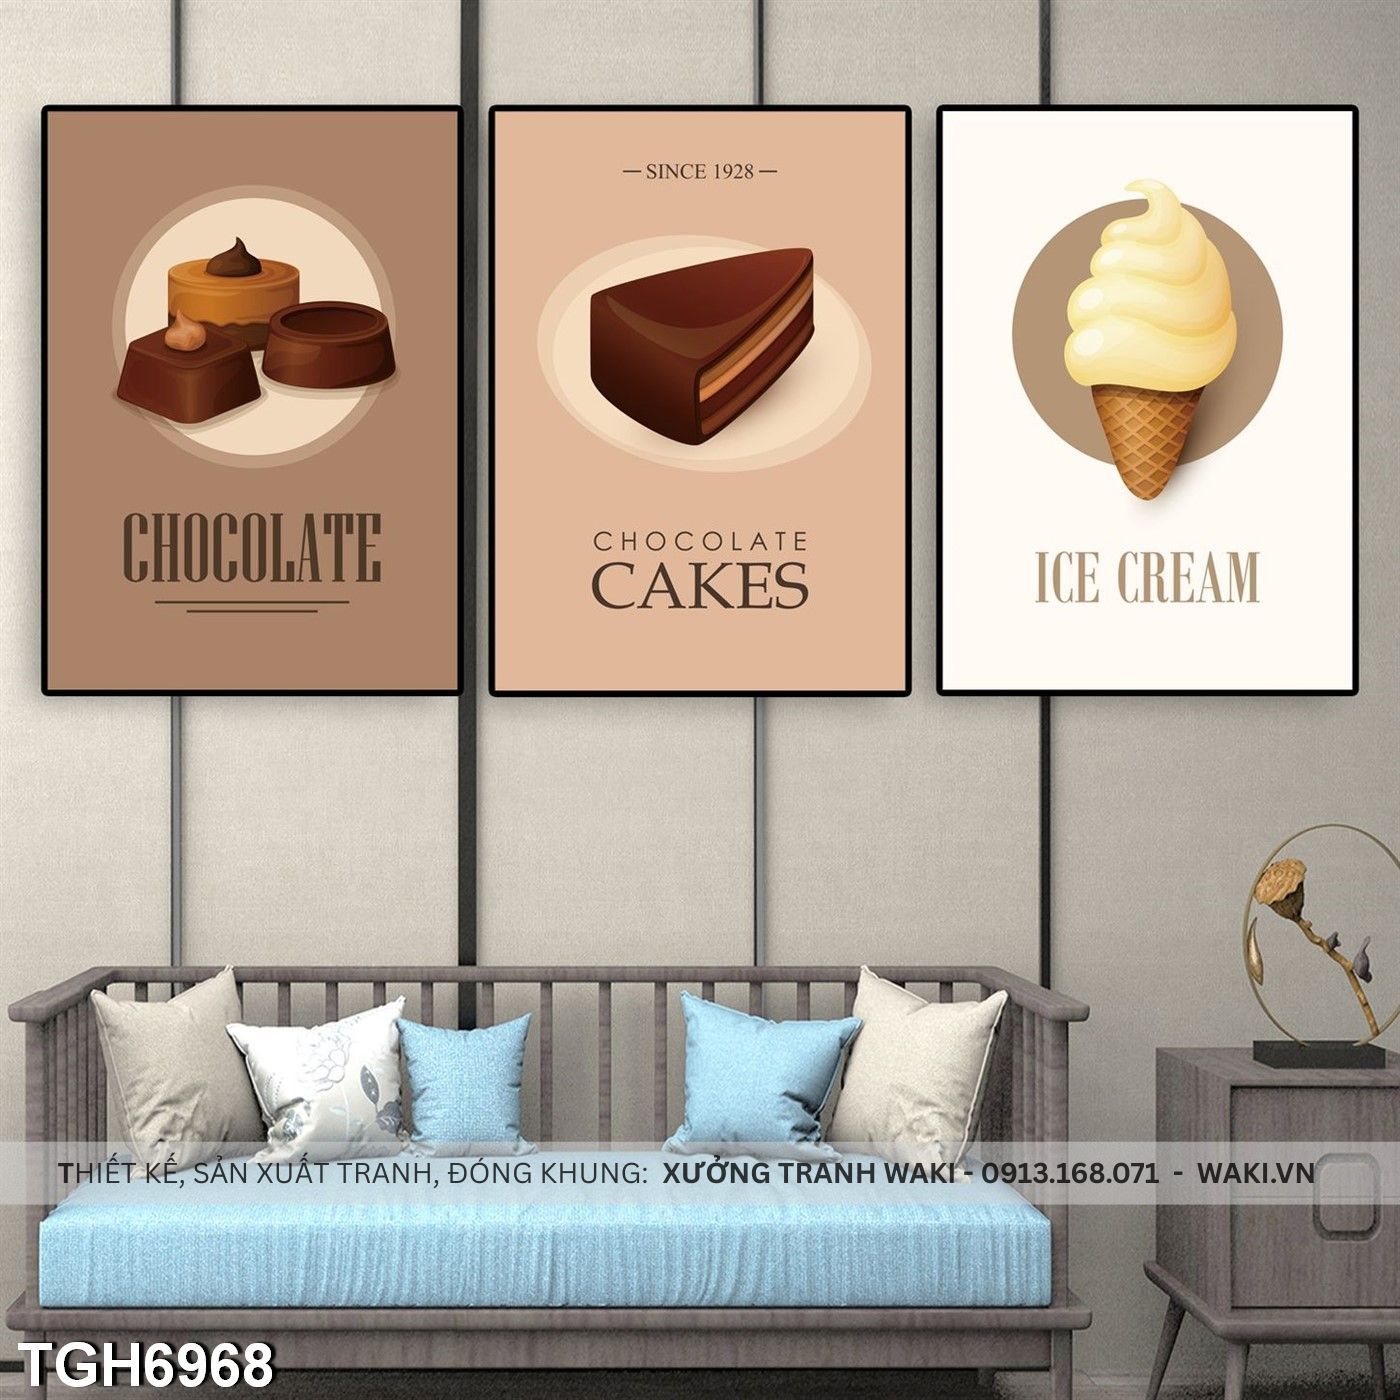 CHOCOLATE
— SINCE 1928 —
CHOCOLATE
CAKES
ICE CREAM
THIẾT KẾ, SẢN XUẤT TRANH, ĐÓNG KHUNG: XƯỞNG TRANH WAKI - 0913.168.071 - WAKI.VN
TGH6968